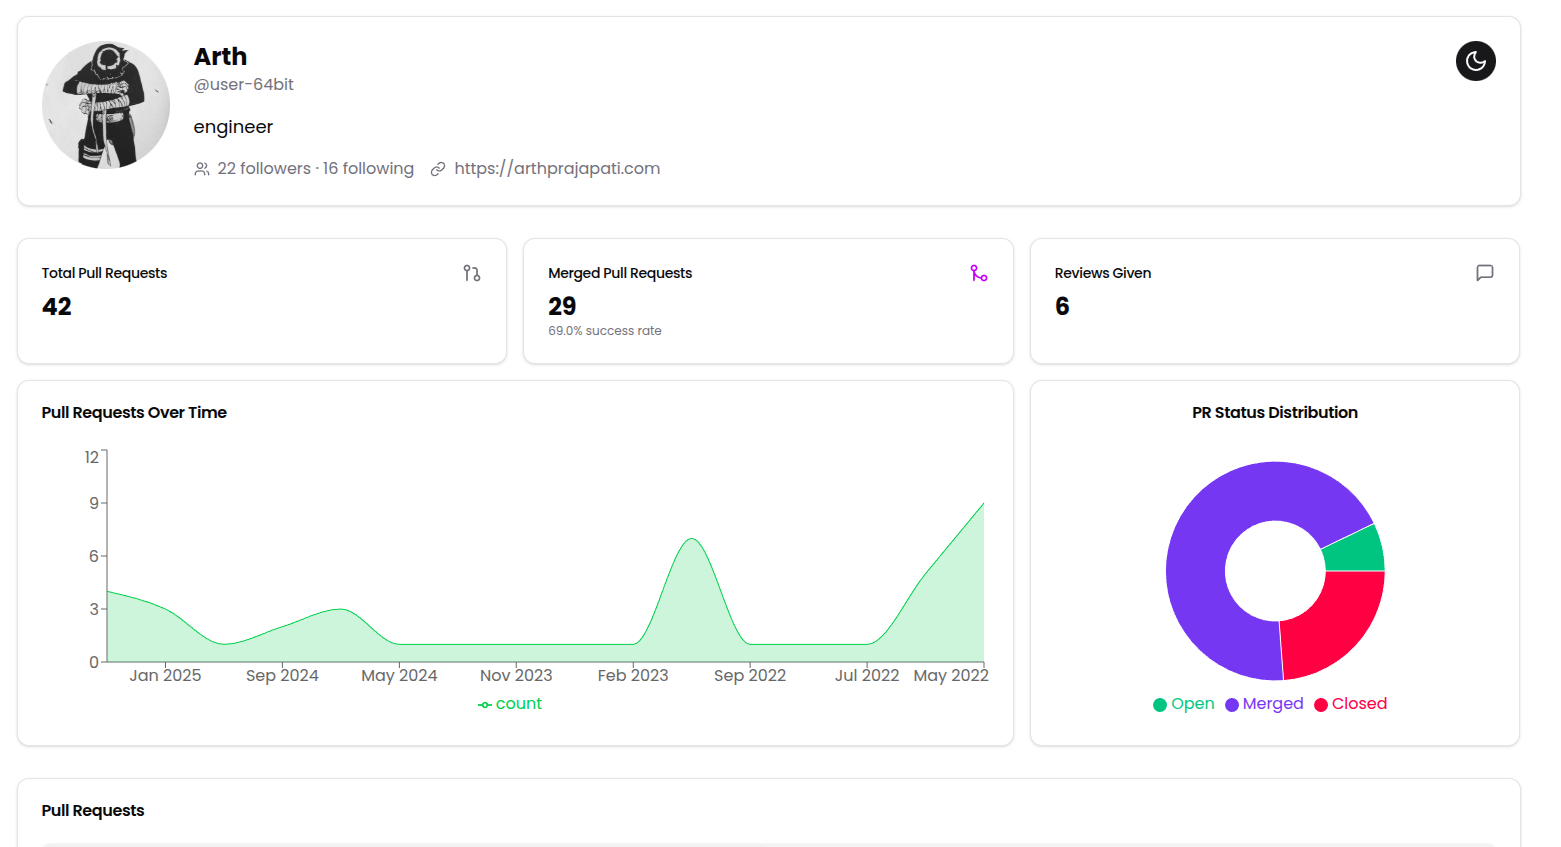 Arth
@user-64bit
engineer
22 followers · 16 following https://arthprajapati.com
Total Pull Requests
42
Merged Pull Requests
29
69.0% success rate
Reviews Given
6
Pull Requests Over Time
12
9
6
3
0
Jan 2025 Sep 2024 May 2024 Nov 2023 Feb 2023 Sep 2022 Jul 2022 May 2022
count
PR Status Distribution
Open Merged Closed
Pull Requests